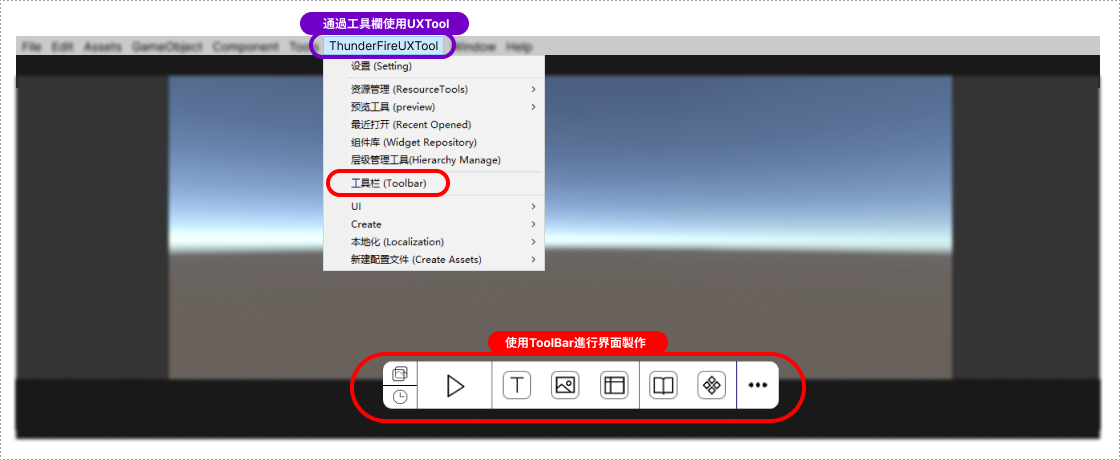 通過工具欄使用UXTool
File Edit Assets GameObject Component ThunderFireUXTool Window Help
设置 (Setting)
资源管理 (ResourceTools)
预览工具 (preview)
最近打开 (Recent Opened)
组件库 (Widget Repository)
层级管理工具(Hierarchy Manage)
工具栏 (Toolbar)
UI
Create
本地化 (Localization)
新建配置文件 (Create Assets)
使用ToolBar進行界面製作
T